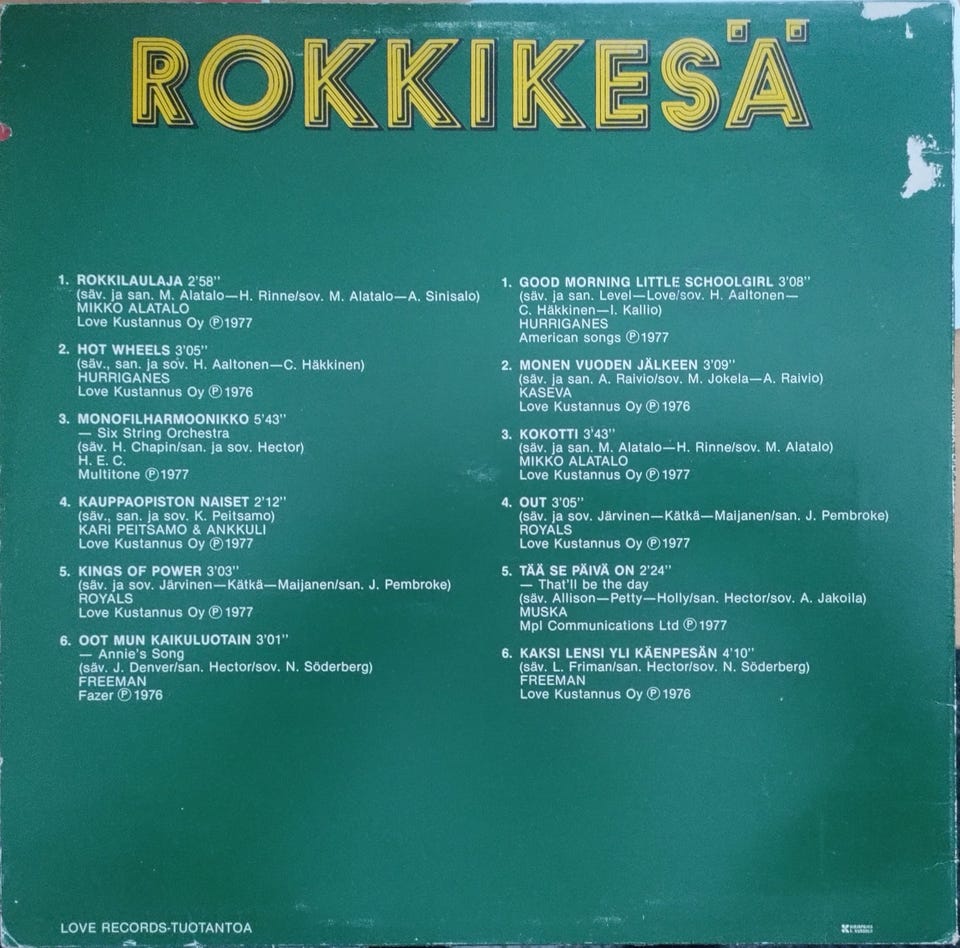 ROKKIKESÄ
1. ROKKILAULAJA 2'58''
(säv. ja san. M. Alatalo—H. Rinne/sov. M. Alatalo—A. Sinisalo)
MIKKO ALATALO
Love Kustannus Oy Ⓟ 1977
2. HOT WHEELS 3'05''
(säv., san. ja sov. H. Aaltonen—C. Häkkinen)
HURRIGANES
Love Kustannus Oy Ⓟ 1976
3. MONOFILHARMOONIKKO 5'43''
— Six String Orchestra
(säv. H. Chapin/san. ja sov. Hector)
H. E. C.
Multitone Ⓟ 1977
4. KAUPPAOPISTON NAISET 2'12''
(säv., san. ja sov. K. Peitsamo)
KARI PEITSAMO & ANKKULI
Love Kustannus Oy Ⓟ 1977
5. KINGS OF POWER 3'03''
(säv. ja sov. Järvinen—Kätkä—Maijanen/san. J. Pembroke)
ROYALS
Love Kustannus Oy Ⓟ 1977
6. OOT MUN KAIKULUOTAIN 3'01''
— Annie's Song
(säv. J. Denver/san. Hector/sov. N. Söderberg)
FREEMAN
Fazer Ⓟ 1976
1. GOOD MORNING LITTLE SCHOOLGIRL 3'08''
(säv. ja san. Level—Love/sov. H. Aaltonen—
C. Häkkinen—I. Kallio)
HURRIGANES
American songs Ⓟ 1977
2. MONEN VUODEN JÄLKEEN 3'09''
(säv. ja san. A. Raivio/sov. M. Jokela—A. Raivio)
KASEVA
Love Kustannus Oy Ⓟ 1976
3. KOKOTTI 3'43''
(säv. ja san. M. Alatalo—H. Rinne/sov. M. Alatalo)
MIKKO ALATALO
Love Kustannus Oy Ⓟ 1977
4. OUT 3'05''
(säv. ja sov. Järvinen—Kätkä—Maijanen/san. J. Pembroke)
ROYALS
Love Kustannus Oy Ⓟ 1977
5. TÄÄ SE PÄIVÄ ON 2'24''
— That'll be the day
(säv. Allison—Petty—Holly/san. Hector/sov. A. Jakoila)
MUSKA
Mpl Communications Ltd Ⓟ 1977
6. KAKSI LENSI YLI KÄENPESÄN 4'10''
(säv. L. Friman/san. Hector/sov. N. Söderberg)
FREEMAN
Love Kustannus Oy Ⓟ 1976
LOVE RECORDS-TUOTANTOA